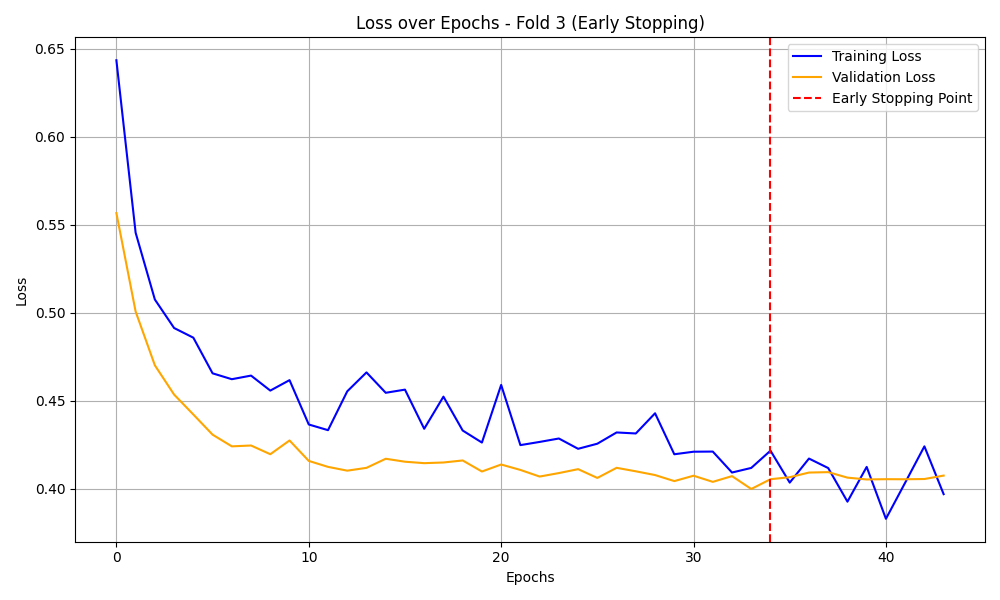 Loss over Epochs - Fold 3 (Early Stopping)
Training Loss
Validation Loss
Early Stopping Point
Loss
0.65
0.60
0.55
0.50
0.45
0.40
0 10 20 30 40
Epochs